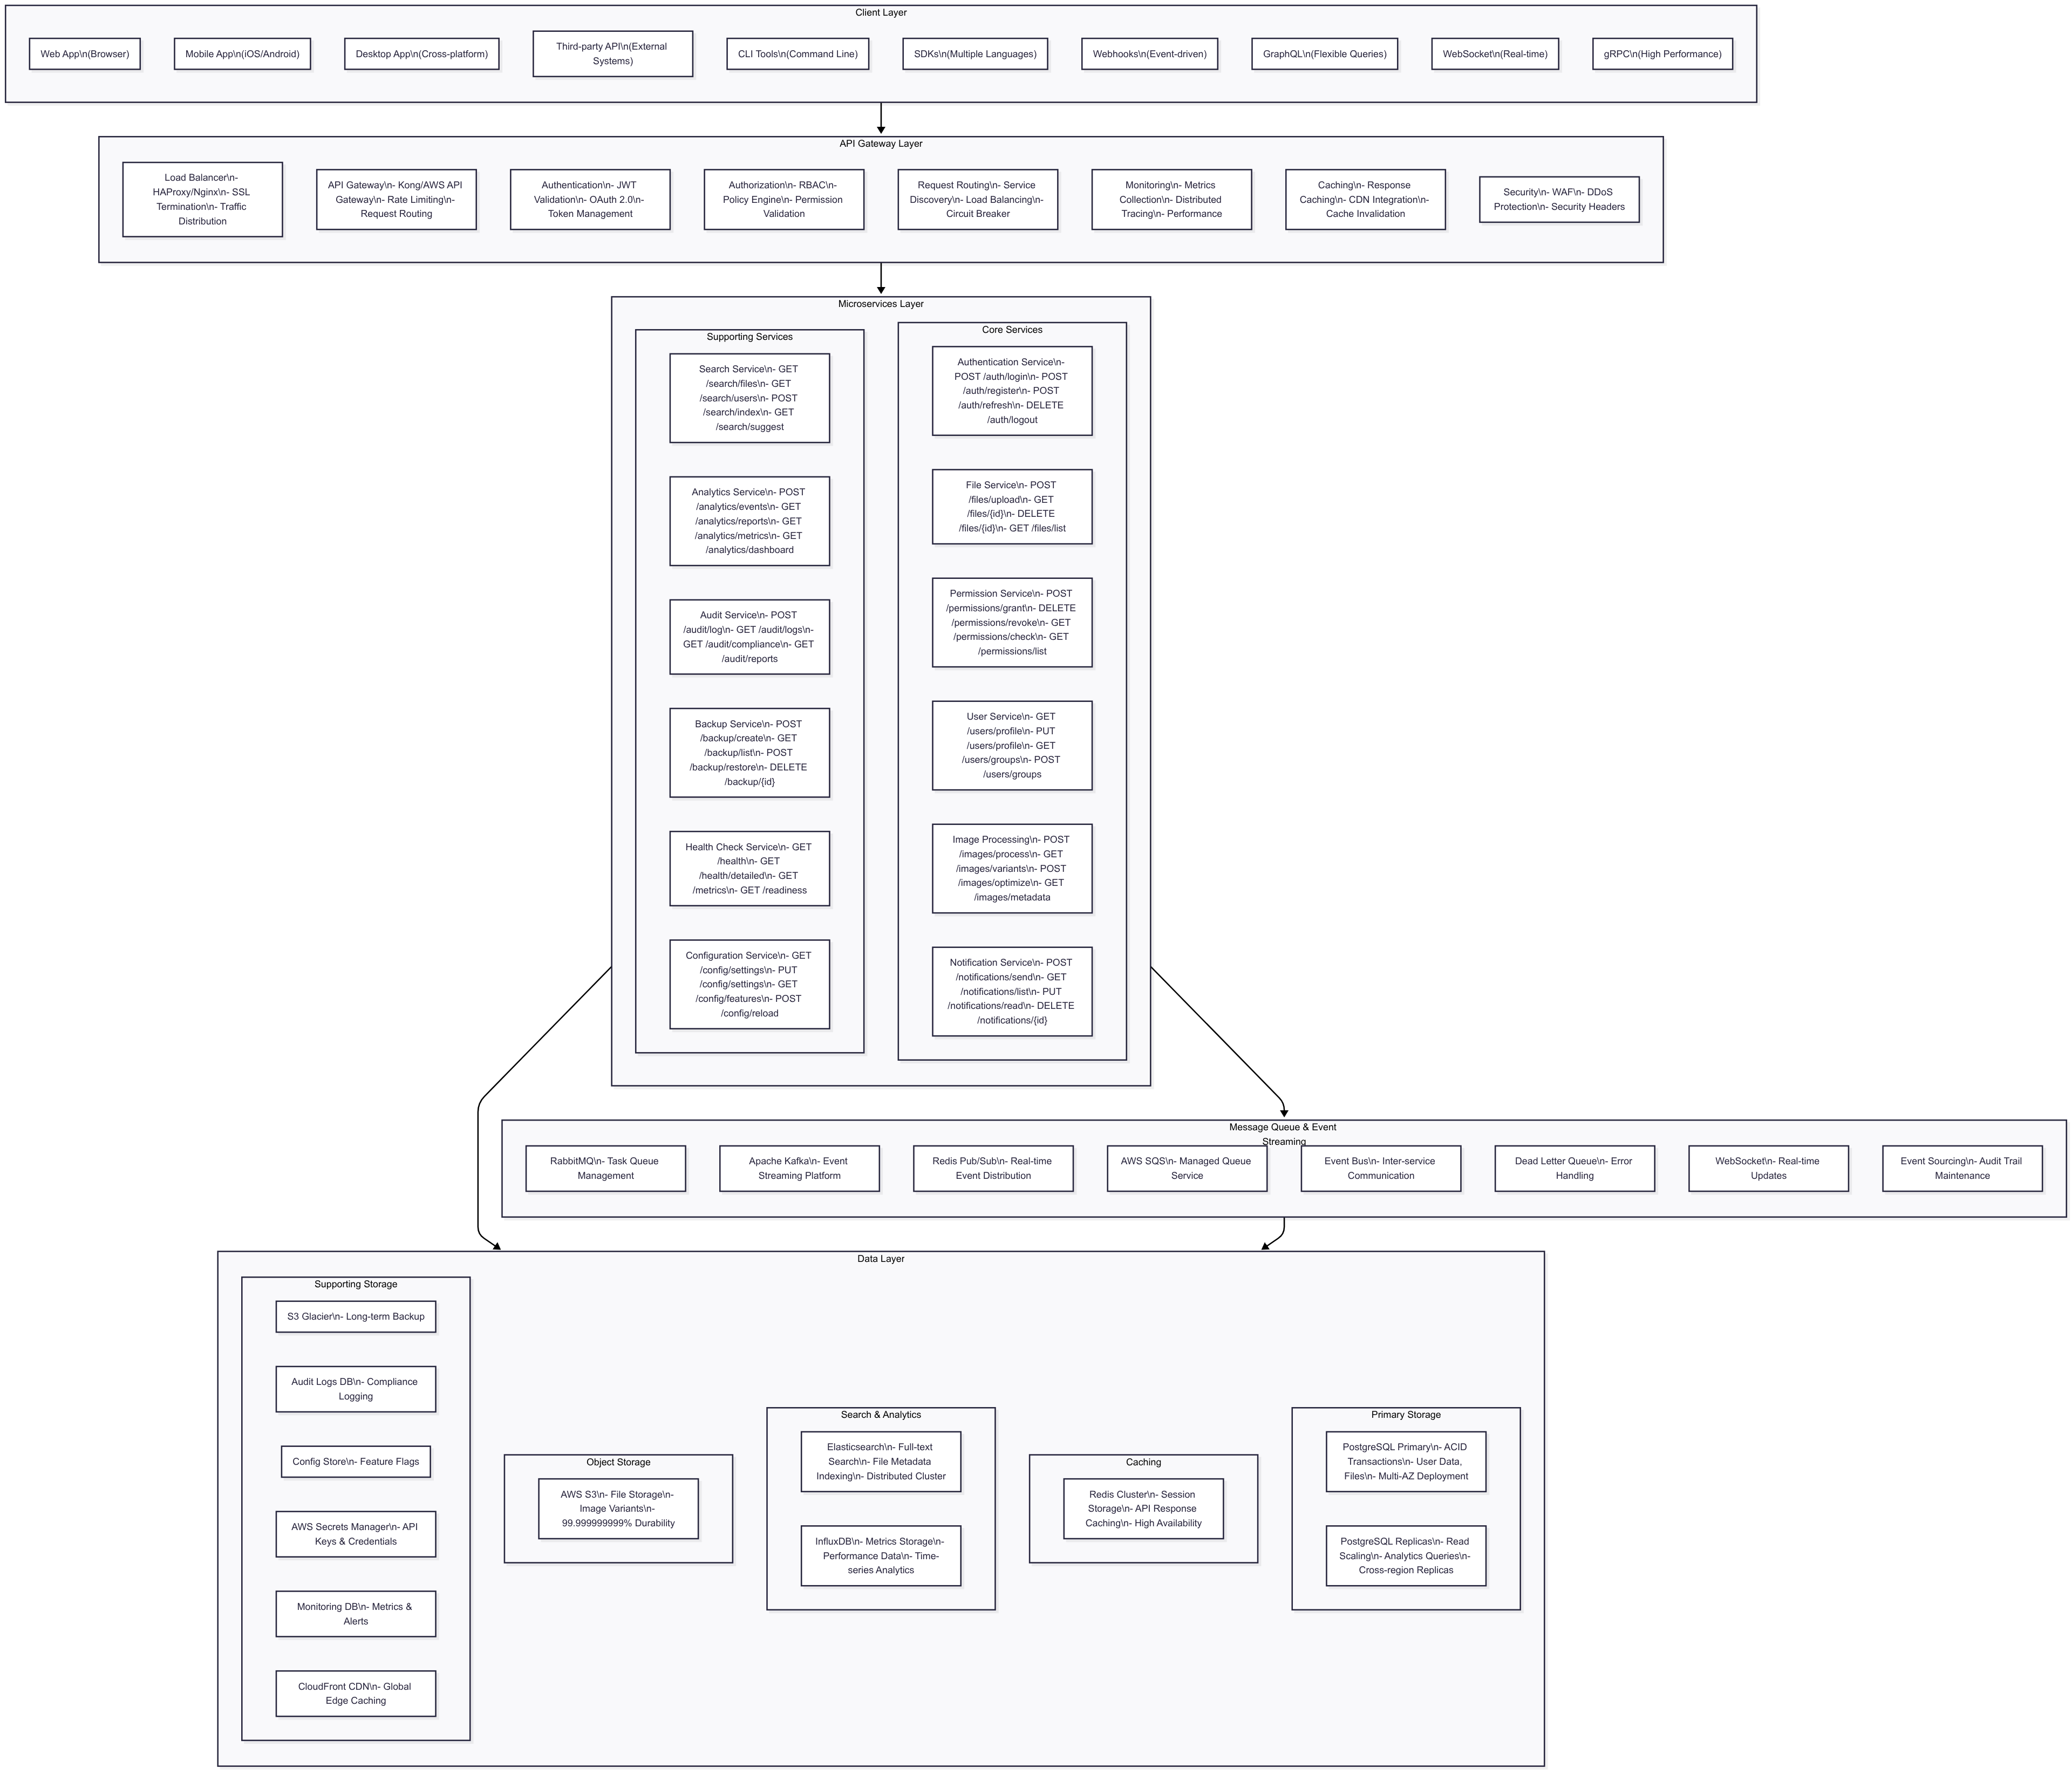 Client Layer
Web App\n(Browser)
Mobile App\n(iOS/Android)
Desktop App\n(Cross-platform)
Third-party API\n(External
Systems)
CLI Tools\n(Command Line)
SDKs\n(Multiple Languages)
Webhooks\n(Event-driven)
GraphQL\n(Flexible Queries)
WebSocket\n(Real-time)
gRPC\n(High Performance)
API Gateway Layer
Load Balancer\n-
HAProxy/Nginx\n- SSL
Termination\n- Traffic
Distribution
API Gateway\n- Kong/AWS API
Gateway\n- Rate Limiting\n-
Request Routing
Authentication\n- JWT
Validation\n- OAuth 2.0\n-
Token Management
Authorization\n- RBAC\n-
Policy Engine\n- Permission
Validation
Request Routing\n- Service
Discovery\n- Load Balancing\n-
Circuit Breaker
Monitoring\n- Metrics
Collection\n- Distributed
Tracing\n- Performance
Caching\n- Response
Caching\n- CDN Integration\n-
Cache Invalidation
Security\n- WAF\n- DDoS
Protection\n- Security Headers
Microservices Layer
Supporting Services
Search Service\n- GET
/search/files\n- GET
/search/users\n- POST
/search/index\n- GET
/search/suggest
Analytics Service\n- POST
/analytics/events\n- GET
/analytics/reports\n- GET
/analytics/metrics\n- GET
/analytics/dashboard
Audit Service\n- POST
/audit/log\n- GET /audit/logs\n-
GET /audit/compliance\n- GET
/audit/reports
Backup Service\n- POST
/backup/create\n- GET
/backup/list\n- POST
/backup/restore\n- DELETE
/backup/{id}
Health Check Service\n- GET
/health\n- GET
/health/detailed\n- GET
/metrics\n- GET /readiness
Configuration Service\n- GET
/config/settings\n- PUT
/config/settings\n- GET
/config/features\n- POST
/config/reload
Core Services
Authentication Service\n-
POST /auth/login\n- POST
/auth/register\n- POST
/auth/refresh\n- DELETE
/auth/logout
File Service\n- POST
/files/upload\n- GET
/files/{id}\n- DELETE
/files/{id}\n- GET /files/list
Permission Service\n- POST
/permissions/grant\n- DELETE
/permissions/revoke\n- GET
/permissions/check\n- GET
/permissions/list
User Service\n- GET
/users/profile\n- PUT
/users/profile\n- GET
/users/groups\n- POST
/users/groups
Image Processing\n- POST
/images/process\n- GET
/images/variants\n- POST
/images/optimize\n- GET
/images/metadata
Notification Service\n- POST
/notifications/send\n- GET
/notifications/list\n- PUT
/notifications/read\n- DELETE
/notifications/{id}
Message Queue & Event
Streaming
RabbitMQ\n- Task Queue
Management
Apache Kafka\n- Event
Streaming Platform
Redis Pub/Sub\n- Real-time
Event Distribution
AWS SQS\n- Managed Queue
Service
Event Bus\n- Inter-service
Communication
Dead Letter Queue\n- Error
Handling
WebSocket\n- Real-time
Updates
Event Sourcing\n- Audit Trail
Maintenance
Data Layer
Supporting Storage
S3 Glacier\n- Long-term Backup
Audit Logs DB\n- Compliance
Logging
Config Store\n- Feature Flags
AWS Secrets Manager\n- API
Keys & Credentials
Monitoring DB\n- Metrics &
Alerts
CloudFront CDN\n- Global
Edge Caching
Object Storage
AWS S3\n- File Storage\n-
Image Variants\n-
99.999999999% Durability
Search & Analytics
Elasticsearch\n- Full-text
Search\n- File Metadata
Indexing\n- Distributed Cluster
InfluxDB\n- Metrics Storage\n-
Performance Data\n- Time-
series Analytics
Caching
Redis Cluster\n- Session
Storage\n- API Response
Caching\n- High Availability
Primary Storage
PostgreSQL Primary\n- ACID
Transactions\n- User Data,
Files\n- Multi-AZ Deployment
PostgreSQL Replicas\n- Read
Scaling\n- Analytics Queries\n-
Cross-region Replicas